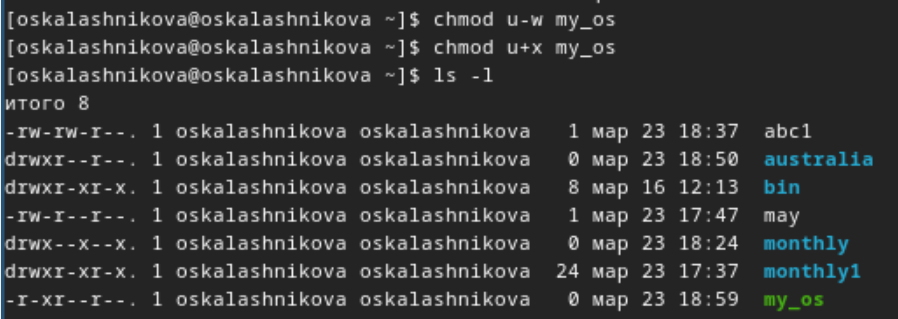 [oskalashnikova@oskalashnikova ~]$ chmod u-w my_os
[oskalashnikova@oskalashnikova ~]$ chmod u+x my_os
[oskalashnikova@oskalashnikova ~]$ ls -l
итого 8
-rw-rw-r--. 1 oskalashnikova oskalashnikova  1 мар 23 18:37  abc1
drwxr--r--. 1 oskalashnikova oskalashnikova  0 мар 23 18:50  australia
drwxr-xr-x. 1 oskalashnikova oskalashnikova  8 мар 16 12:13  bin
-rw-r--r--. 1 oskalashnikova oskalashnikova  1 мар 23 17:47  may
drwx--x--x. 1 oskalashnikova oskalashnikova  0 мар 23 18:24  monthly
drwxr-xr-x. 1 oskalashnikova oskalashnikova 24 мар 23 17:37  monthly1
-r-xr--r--. 1 oskalashnikova oskalashnikova  0 мар 23 18:59  my_os